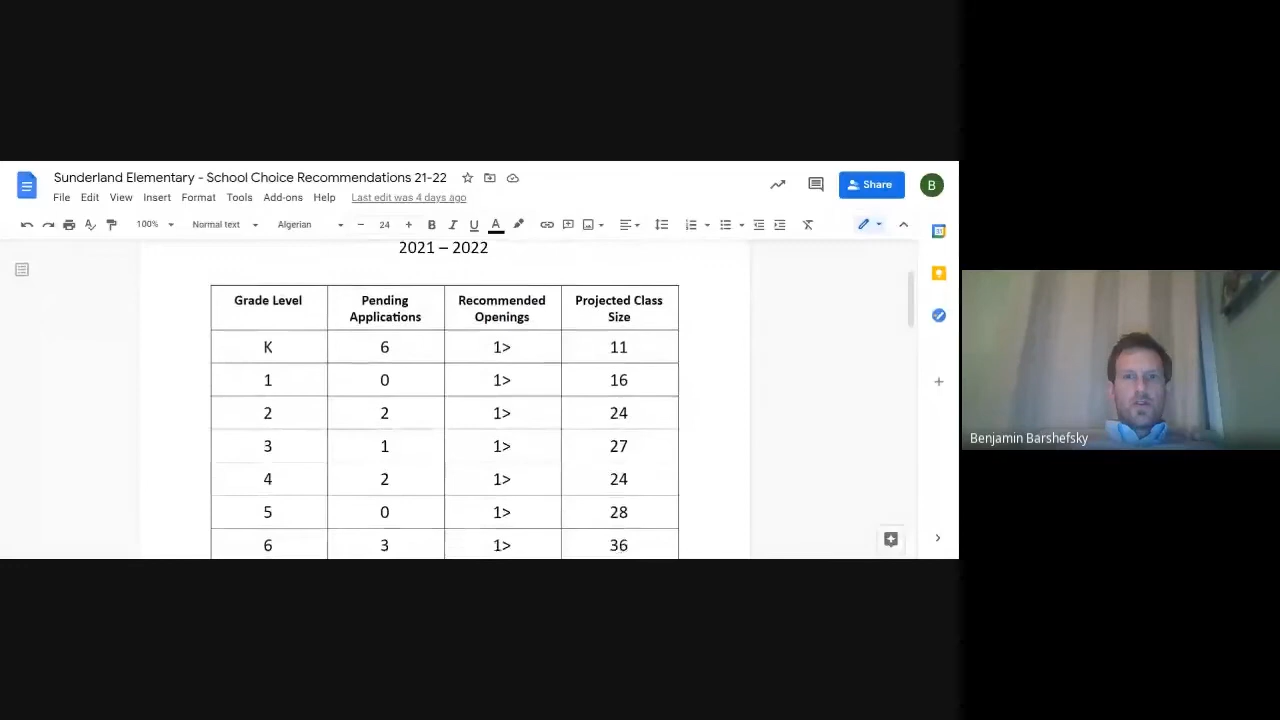 Sunderland Elementary - School Choice Recommendations 21-22
File Edit View Insert Format Tools Add-ons Help Last edit was 4 days ago
Share
B
100% Normal text Algerian − 24 + B I U A
2021 – 2022
Grade Level Pending Applications Recommended Openings Projected Class Size
K 6 1> 11
1 0 1> 16
2 2 1> 24
3 1 1> 27
4 2 1> 24
5 0 1> 28
6 3 1> 36
Benjamin Barshefsky